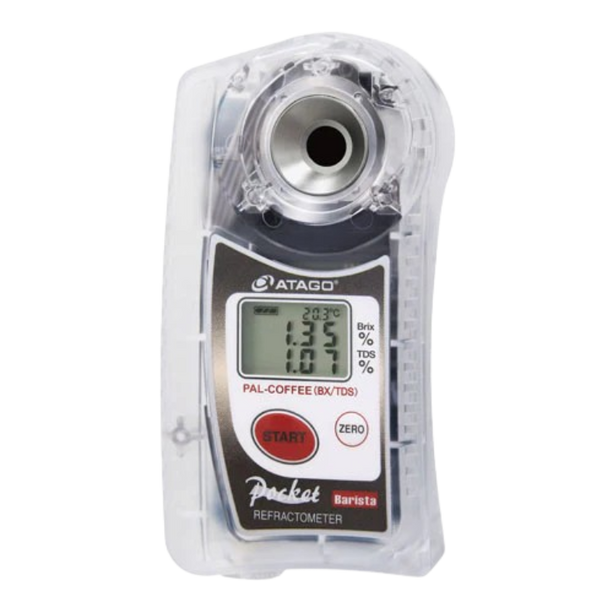 ATAGO®
20.3°C
1.35 Brix %
1.07 TDS %
PAL-COFFEE (BX/TDS)
START
ZERO
Pocket Barista
REFRACTOMETER